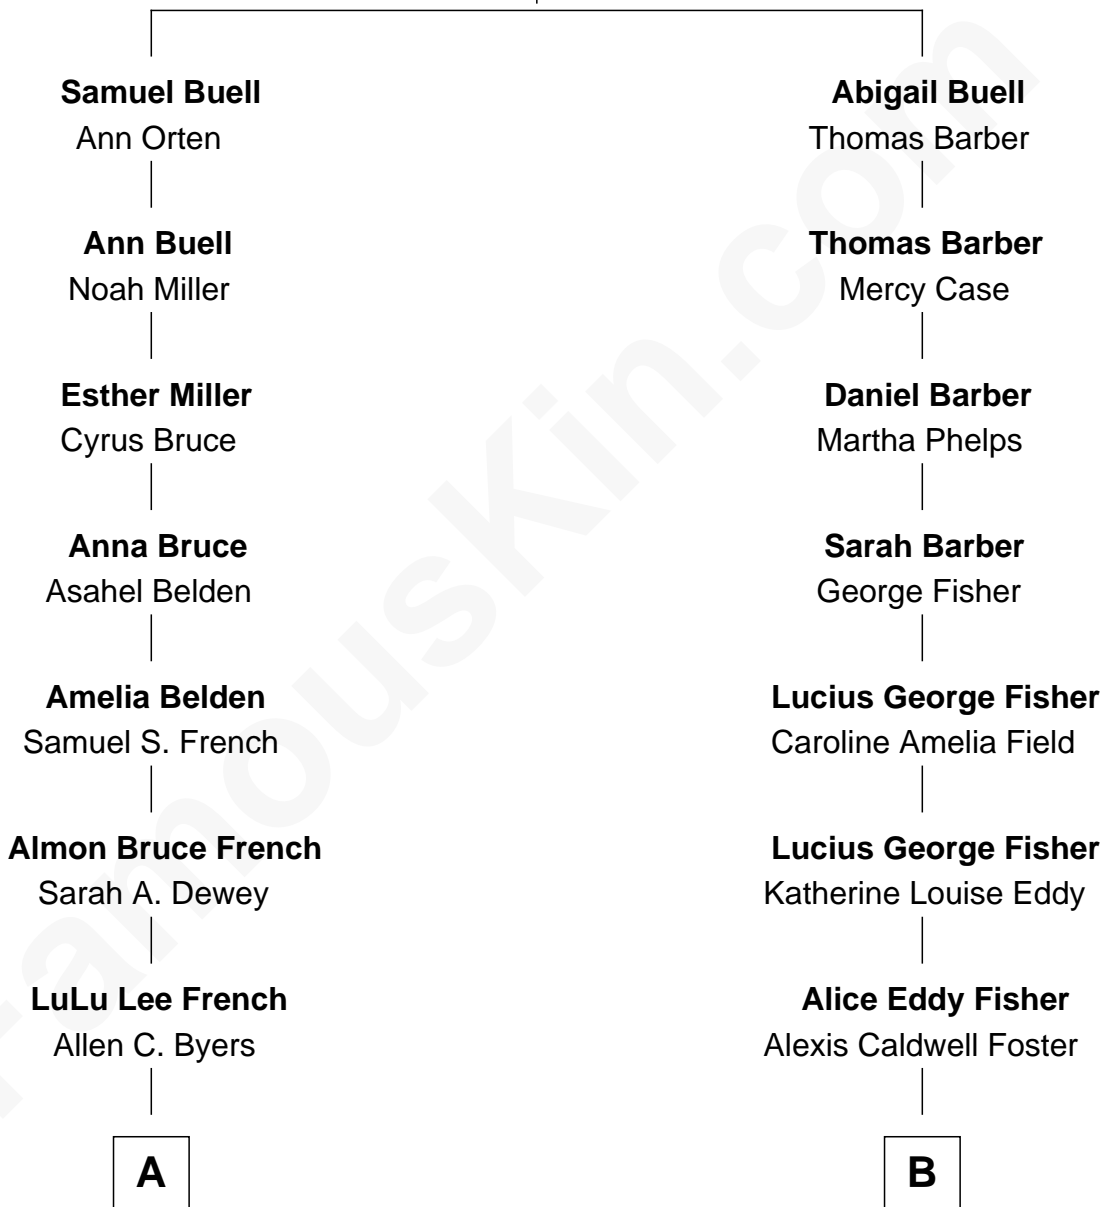 Samuel Buell
Ann Orten
Ann Buell
Noah Miller
Esther Miller
Cyrus Bruce
Anna Bruce
Asahel Belden
Amelia Belden
Samuel S. French
Almon Bruce French
Sarah A. Dewey
LuLu Lee French
Allen C. Byers
A
Abigail Buell
Thomas Barber
Thomas Barber
Mercy Case
Daniel Barber
Martha Phelps
Sarah Barber
George Fisher
Lucius George Fisher
Caroline Amelia Field
Lucius George Fisher
Katherine Louise Eddy
Alice Eddy Fisher
Alexis Caldwell Foster
B
FamousKin.com